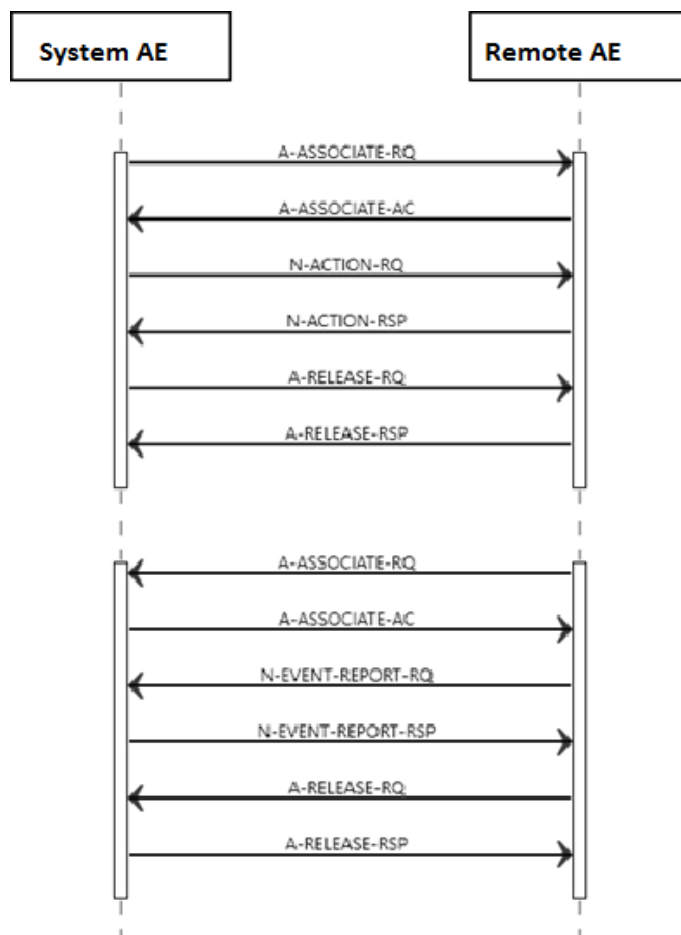 System AE
Remote AE
A-ASSOCIATE-RQ
A-ASSOCIATE-AC
N-ACTION-RQ
N-ACTION-RSP
A-RELEASE-RQ
A-RELEASE-RSP
A-ASSOCIATE-RQ
A-ASSOCIATE-AC
N-EVENT-REPORT-RQ
N-EVENT-REPORT-RSP
A-RELEASE-RQ
A-RELEASE-RSP